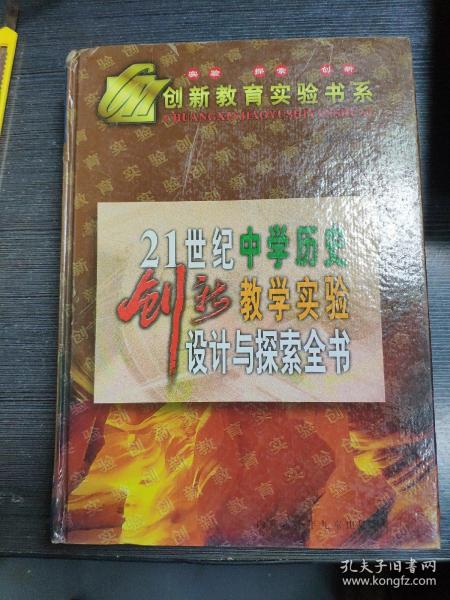 实验 探索 创新
创新教育实验书系
CHUANGXINJIAOYUSHIYANSHUXI
21世纪中学历史
创新教学实验
设计与探索全书
孔夫子旧书网
www.kongfz.com